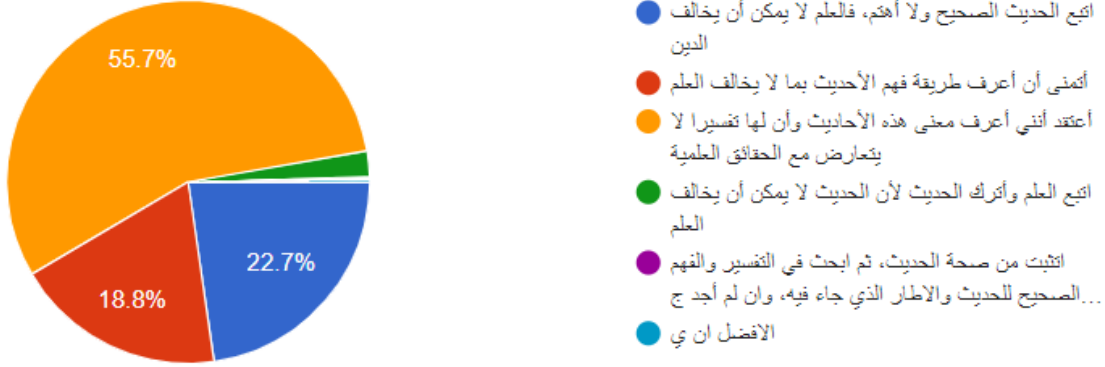 55.7%
22.7%
18.8%
اتبع الحديث الصحيح ولا أهتم، فالعلم لا يمكن أن يخالف
الدين
أتمنى أن أعرف طريقة فهم الأحديث بما لا يخالف العلم
أعتقد أنني أعرف معنى هذه الأحاديث وأن لها تفسيرا لا
يتعارض مع الحقائق العلمية
اتبع العلم وأترك الحديث لأن الحديث لا يمكن أن يخالف
العلم
اتثبت من صحة الحديث، ثم ابحث في التفسير والفهم
الصحيح للحديث والاطار الذي جاء فيه، وان لم أجد ج...
الافضل ان ي